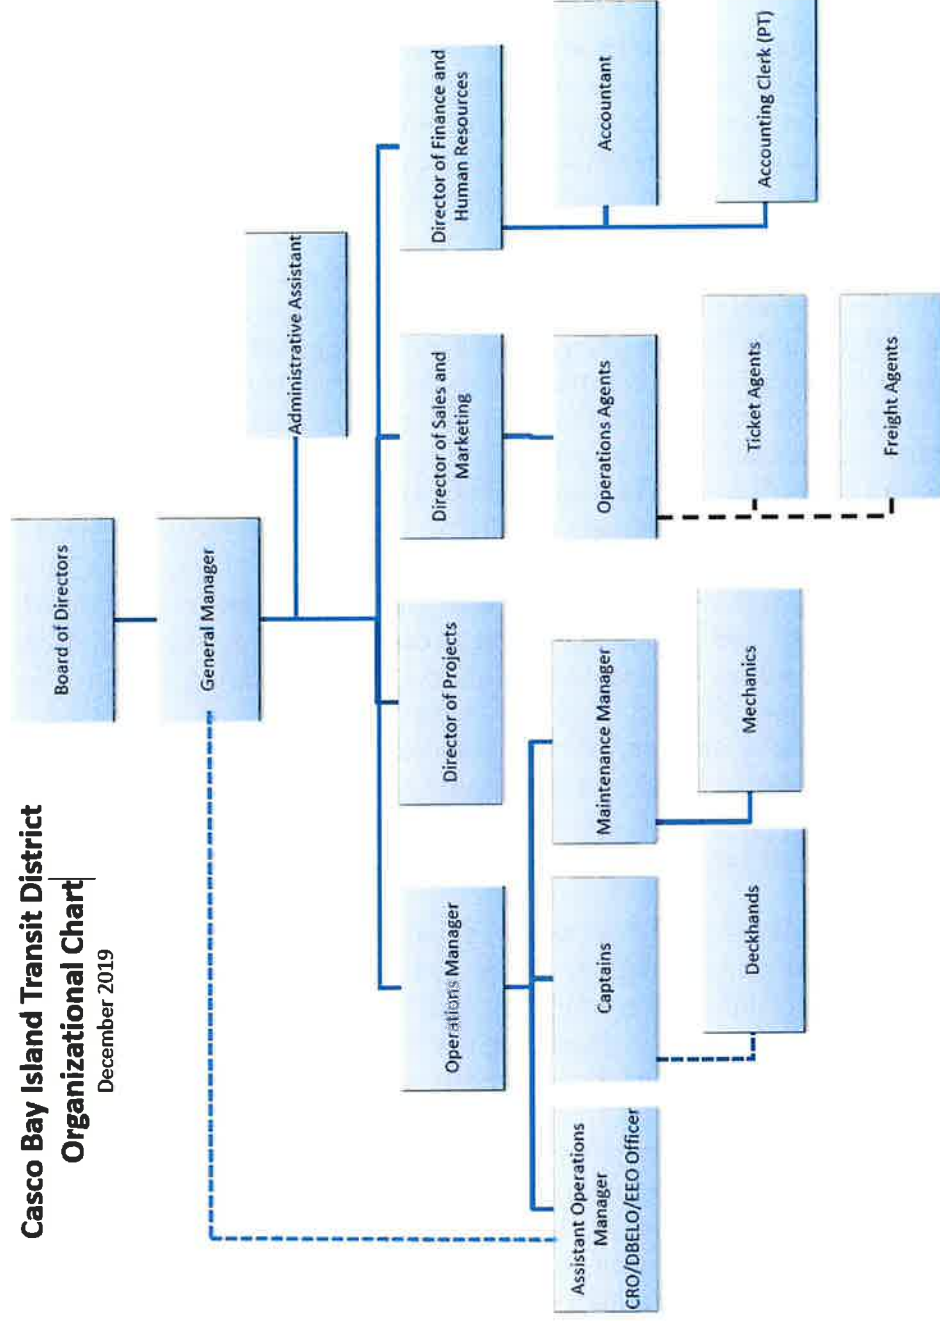 Casco Bay Island Transit District
Organizational Chart
December 2019
Board of Directors
General Manager
Administrative Assistant
Operations Manager
Director of Projects
Director of Sales and
Marketing
Director of Finance and
Human Resources
Assistant Operations
Manager
CRO/DBELO/EEO Officer
Captains
Maintenance Manager
Operations Agents
Accountant
Deckhands
Mechanics
Ticket Agents
Accounting Clerk (PT)
Freight Agents